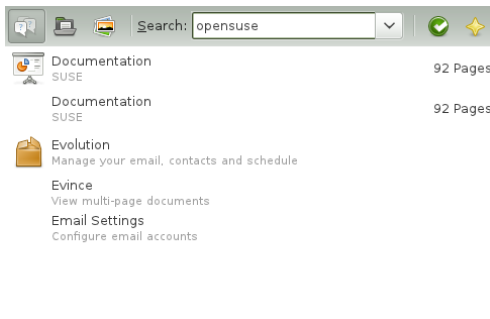 Search: opensuse
Documentation
SUSE
92 Pages
Documentation
SUSE
92 Pages
Evolution
Manage your email, contacts and schedule
Evince
View multi-page documents
Email Settings
Configure email accounts